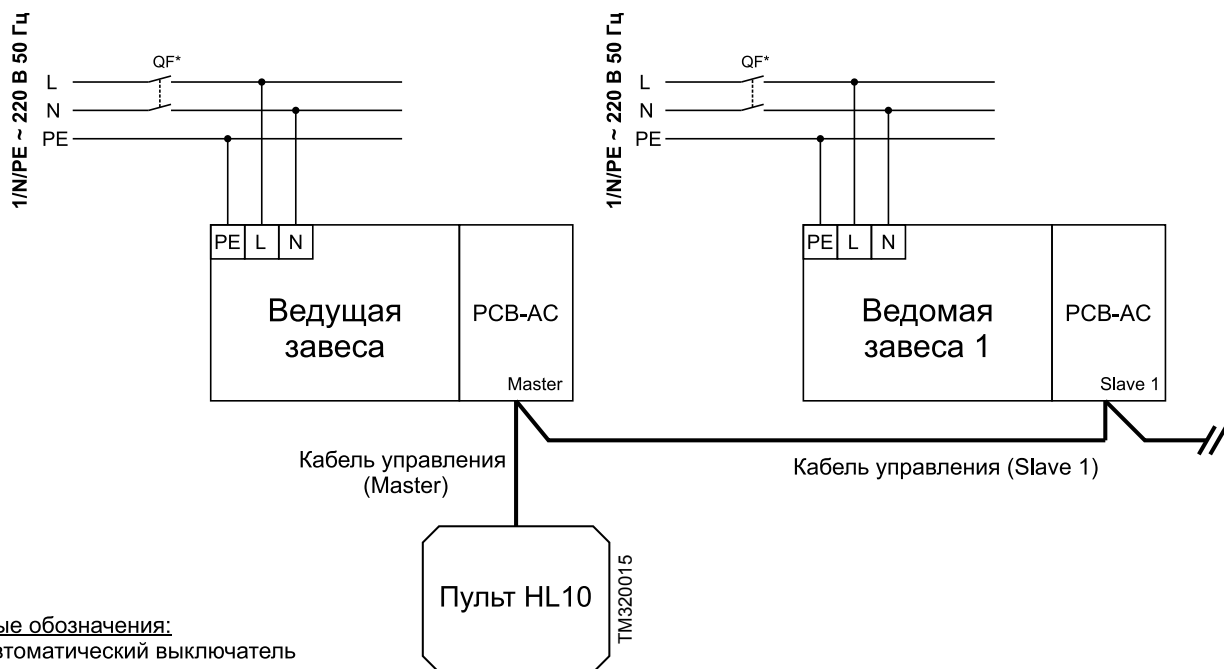 1/N/PE ~ 220 В 50 Гц
L
N
PE
QF*
PE L N
Ведущая
завеса
PCB-AC
Master
1/N/PE ~ 220 В 50 Гц
L
N
PE
QF*
PE L N
Ведомая
завеса 1
PCB-AC
Slave 1
Кабель управления
(Master)
Кабель управления (Slave 1)
Пульт HL10
TM320015
обозначения:
выключатель